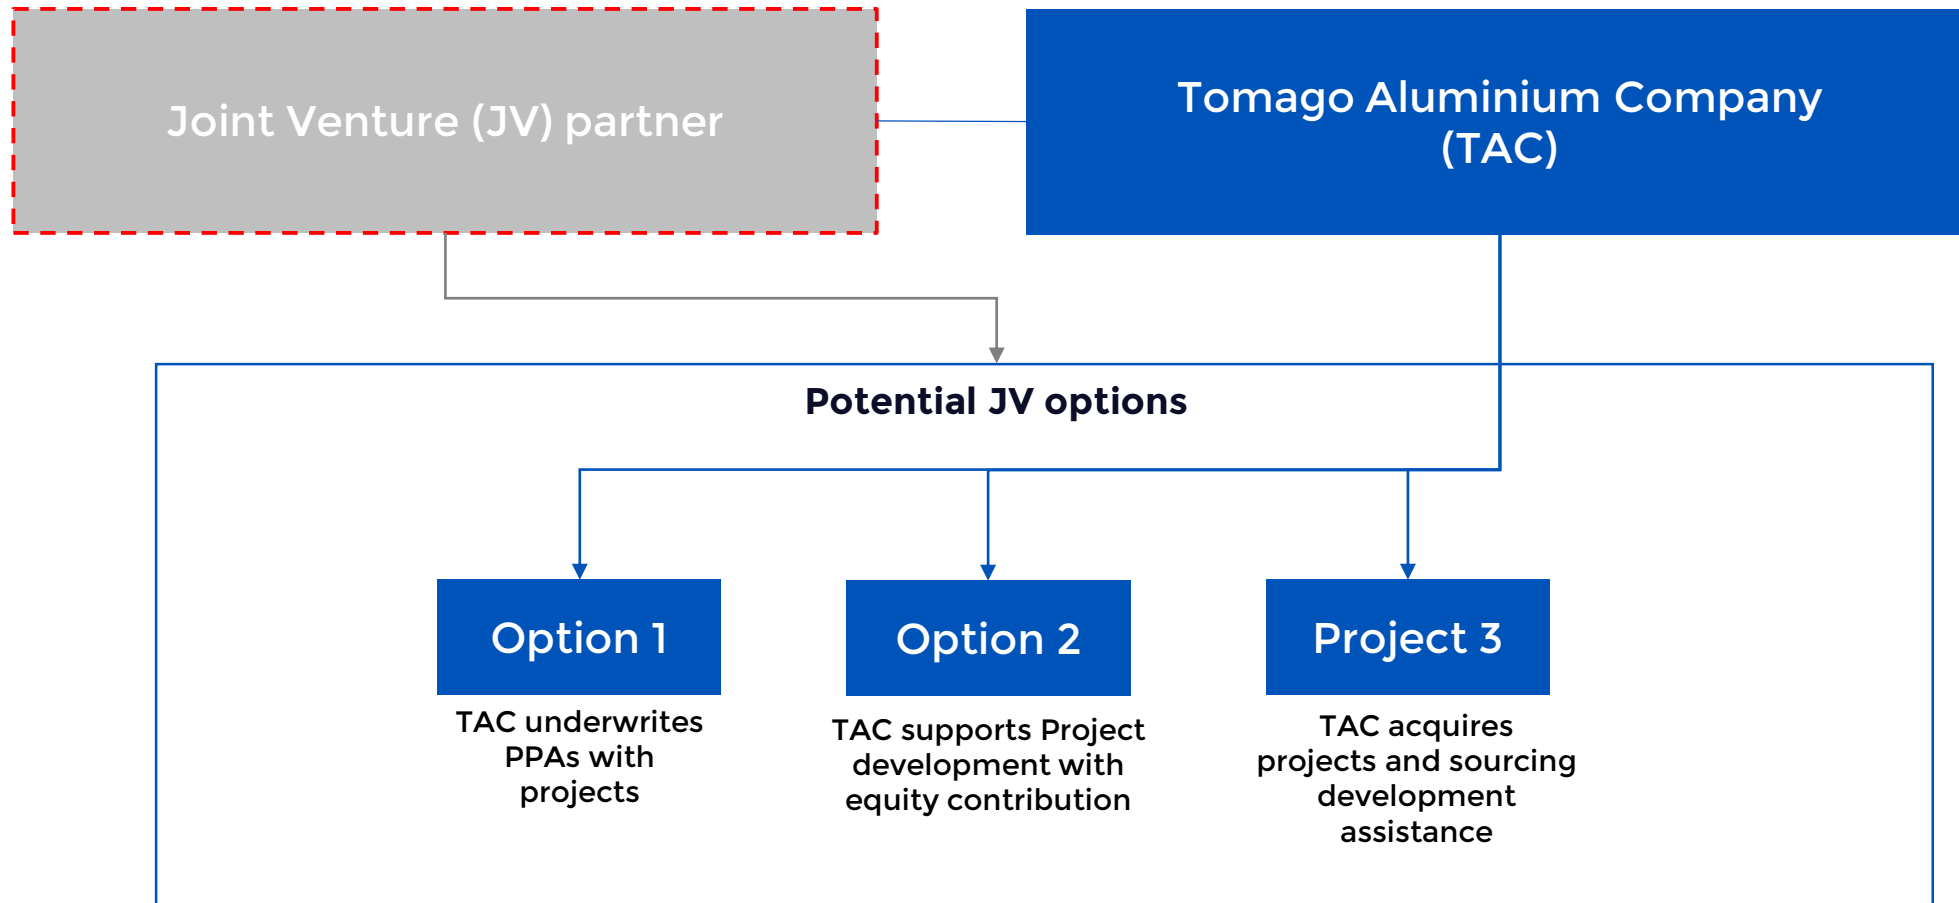 Joint Venture (JV) partner
Tomago Aluminium Company
(TAC)
Potential JV options
Option 1
TAC underwrites
PPAs with
projects
Option 2
TAC supports Project
development with
equity contribution
Project 3
TAC acquires
projects and sourcing
development
assistance